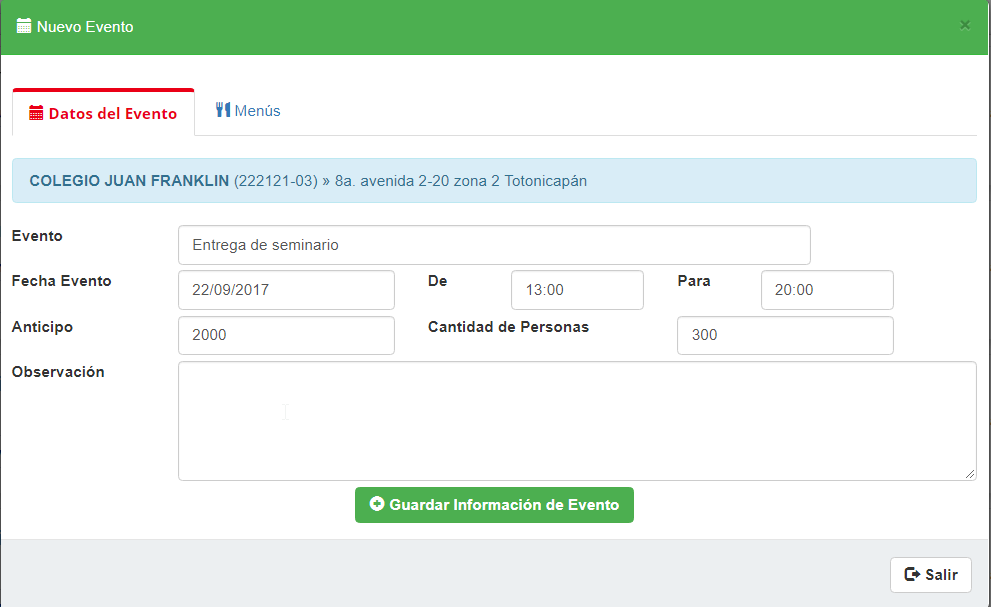 Nuevo Evento ×
Datos del Evento Menús
COLEGIO JUAN FRANKLIN (222121-03) » 8a. avenida 2-20 zona 2 Totonicapán
Evento Entrega de seminario
Fecha Evento 22/09/2017 De 13:00 Para 20:00
Anticipo 2000 Cantidad de Personas 300
Observación
Guardar Información de Evento
Salir